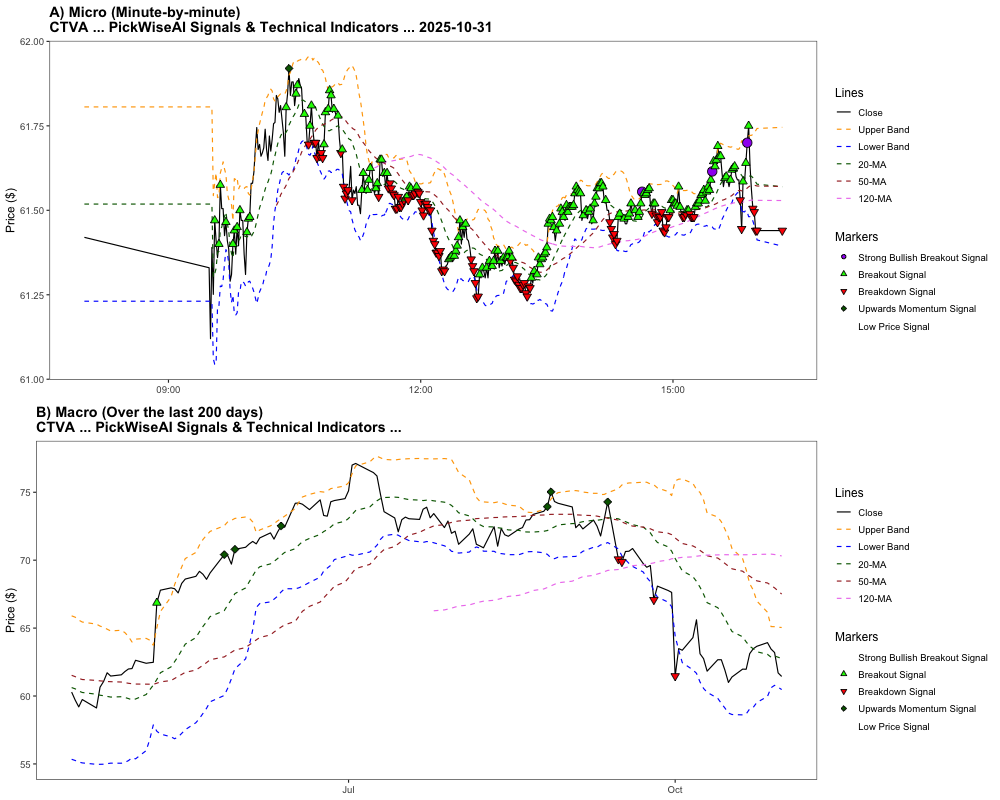 A) Micro (Minute-by-minute)
CTVA ... PickWiseAI Signals & Technical Indicators ... 2025-10-31
62.00
61.75
61.50
61.25
61.00
Price ($)
09:00
12:00
15:00
Lines
Close
Upper Band
Lower Band
20-MA
50-MA
120-MA
Markers
Strong Bullish Breakout Signal
Breakout Signal
Breakdown Signal
Upwards Momentum Signal
Low Price Signal
B) Macro (Over the last 200 days)
CTVA ... PickWiseAI Signals & Technical Indicators ...
75
70
65
60
55
Price ($)
Jul
Oct
Lines
Close
Upper Band
Lower Band
20-MA
50-MA
120-MA
Markers
Strong Bullish Breakout Signal
Breakout Signal
Breakdown Signal
Upwards Momentum Signal
Low Price Signal